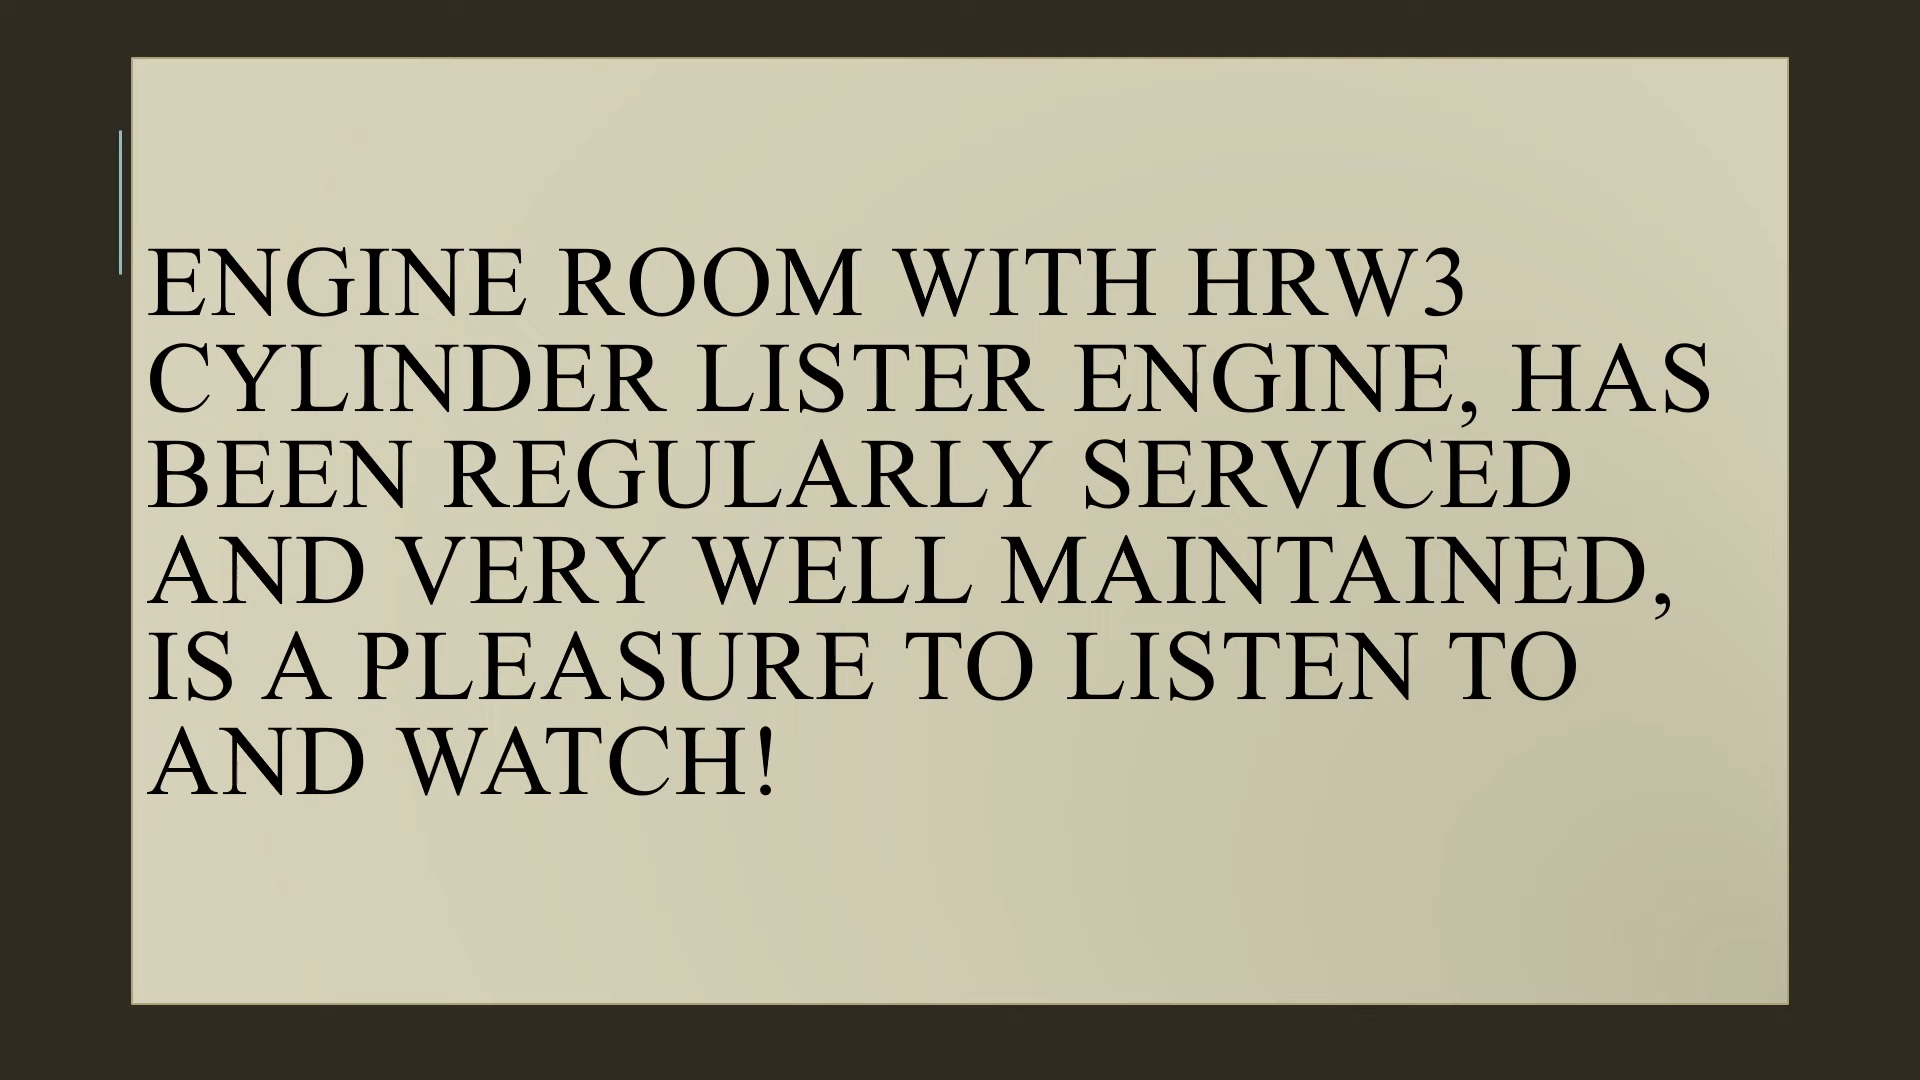 ENGINE ROOM WITH HRW3
CYLINDER LISTER ENGINE, HAS
BEEN REGULARLY SERVICED
AND VERY WELL MAINTAINED,
IS A PLEASURE TO LISTEN TO
AND WATCH!